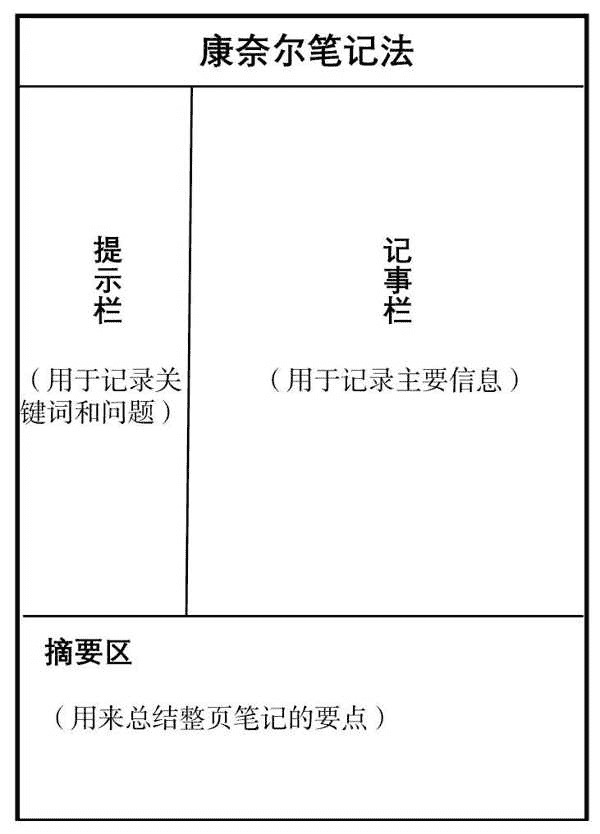 康奈尔笔记法
提示栏
（用于记录关
键词和问题）
记事栏
（用于记录主要信息）
摘要区
（用来总结整页笔记的要点）